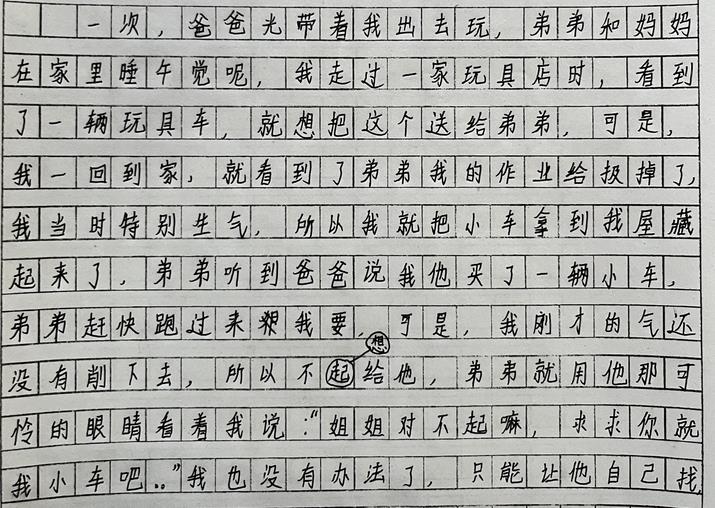 一次，爸爸光带着我出去玩，弟弟和妈妈
在家里睡午觉呢，我走过一家玩具店时，看到
了一辆玩具车，就想把这个送给弟弟，可是，
我一回到家，就看到了弟弟我的作业给扱掉了，
我当时特别生气，所以我就把小车拿到我屋藏
起来了，弟弟听到爸爸说我他买了一辆小车，
弟弟赶快跑过来想我要，可是，我刚才的气还
没有削下去，所以不起给他，弟弟就用他那可
想
怜的眼睛看着我说："姐姐对不起嘛，求求你就
我小车吧.."我也没有办法了，只能让他自己找，